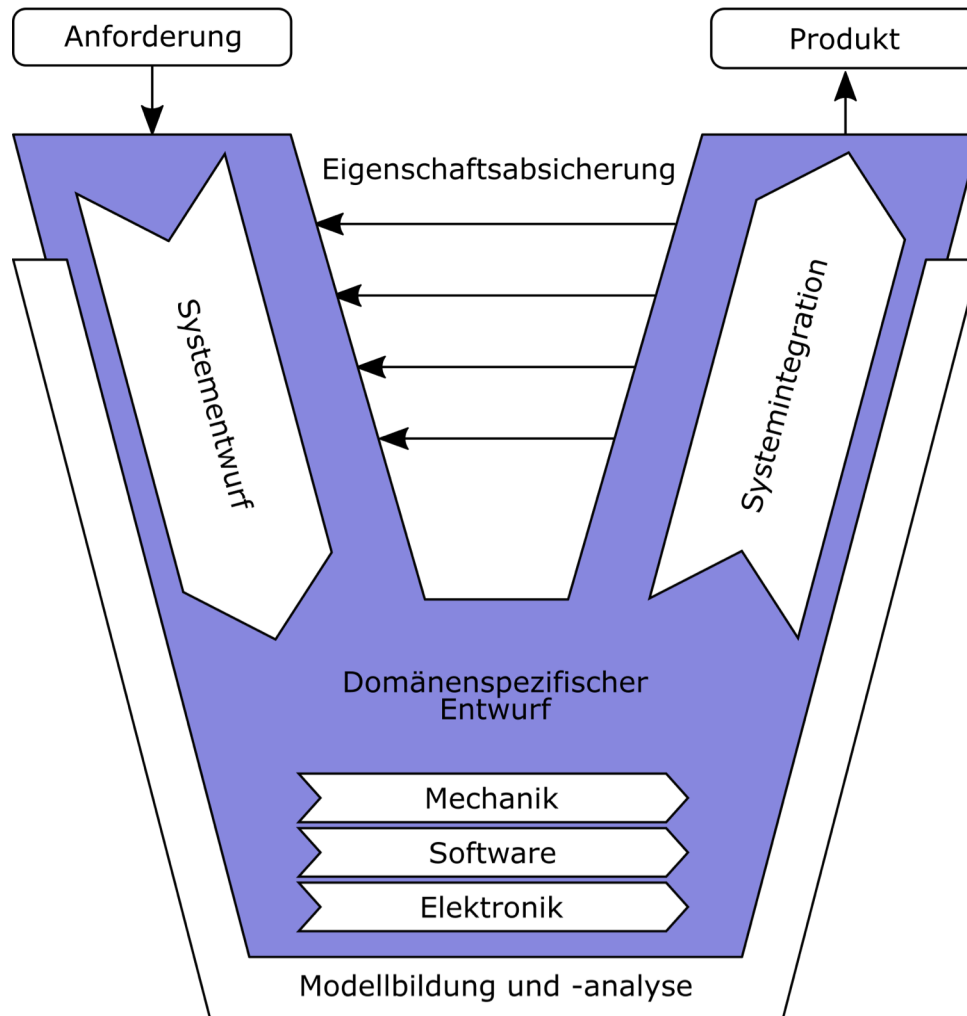 Anforderung
Produkt
Eigenschaftsabsicherung
Systementwurf
Systemintegration
Domänenspezifischer
Entwurf
Mechanik
Software
Elektronik
Modellbildung und -analyse